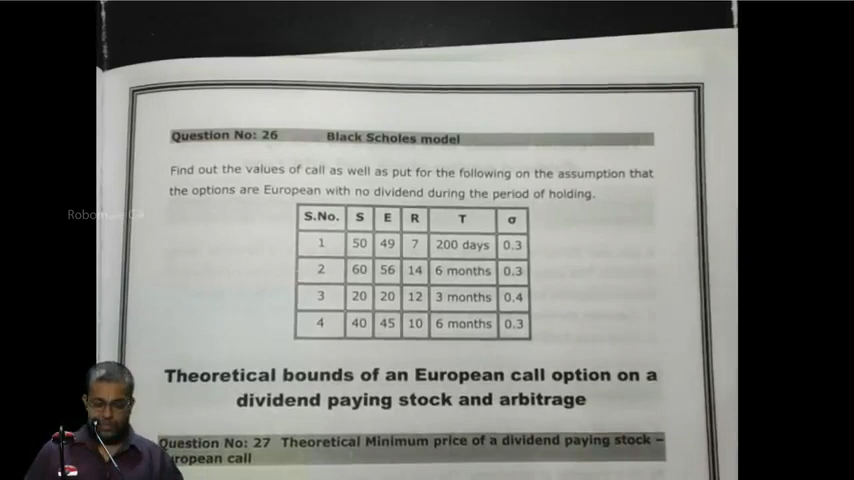 Question No: 26 Black Scholes model
Find out the values of call as well as put for the following on the assumption that
the options are European with no dividend during the period of holding.
S.No. S E R T σ
1 50 49 7 200 days 0.3
2 60 56 14 6 months 0.3
3 20 20 12 3 months 0.4
4 40 45 10 6 months 0.3
Theoretical bounds of an European call option on a
dividend paying stock and arbitrage
Question No: 27 Theoretical Minimum price of a dividend paying stock –
uropean call